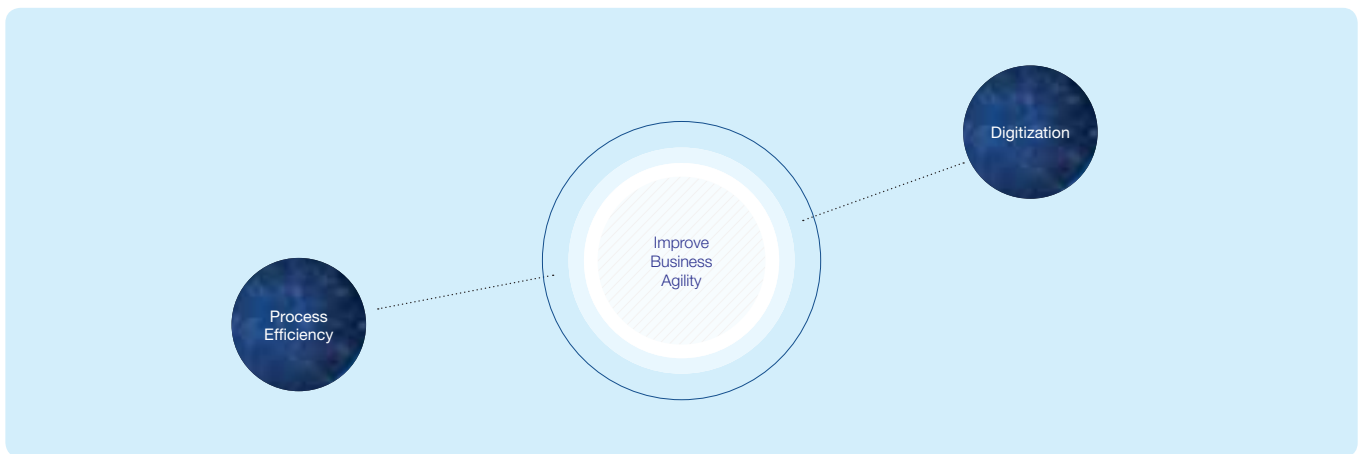 Digitization
Improve
Business
Agility
Process
Efficiency